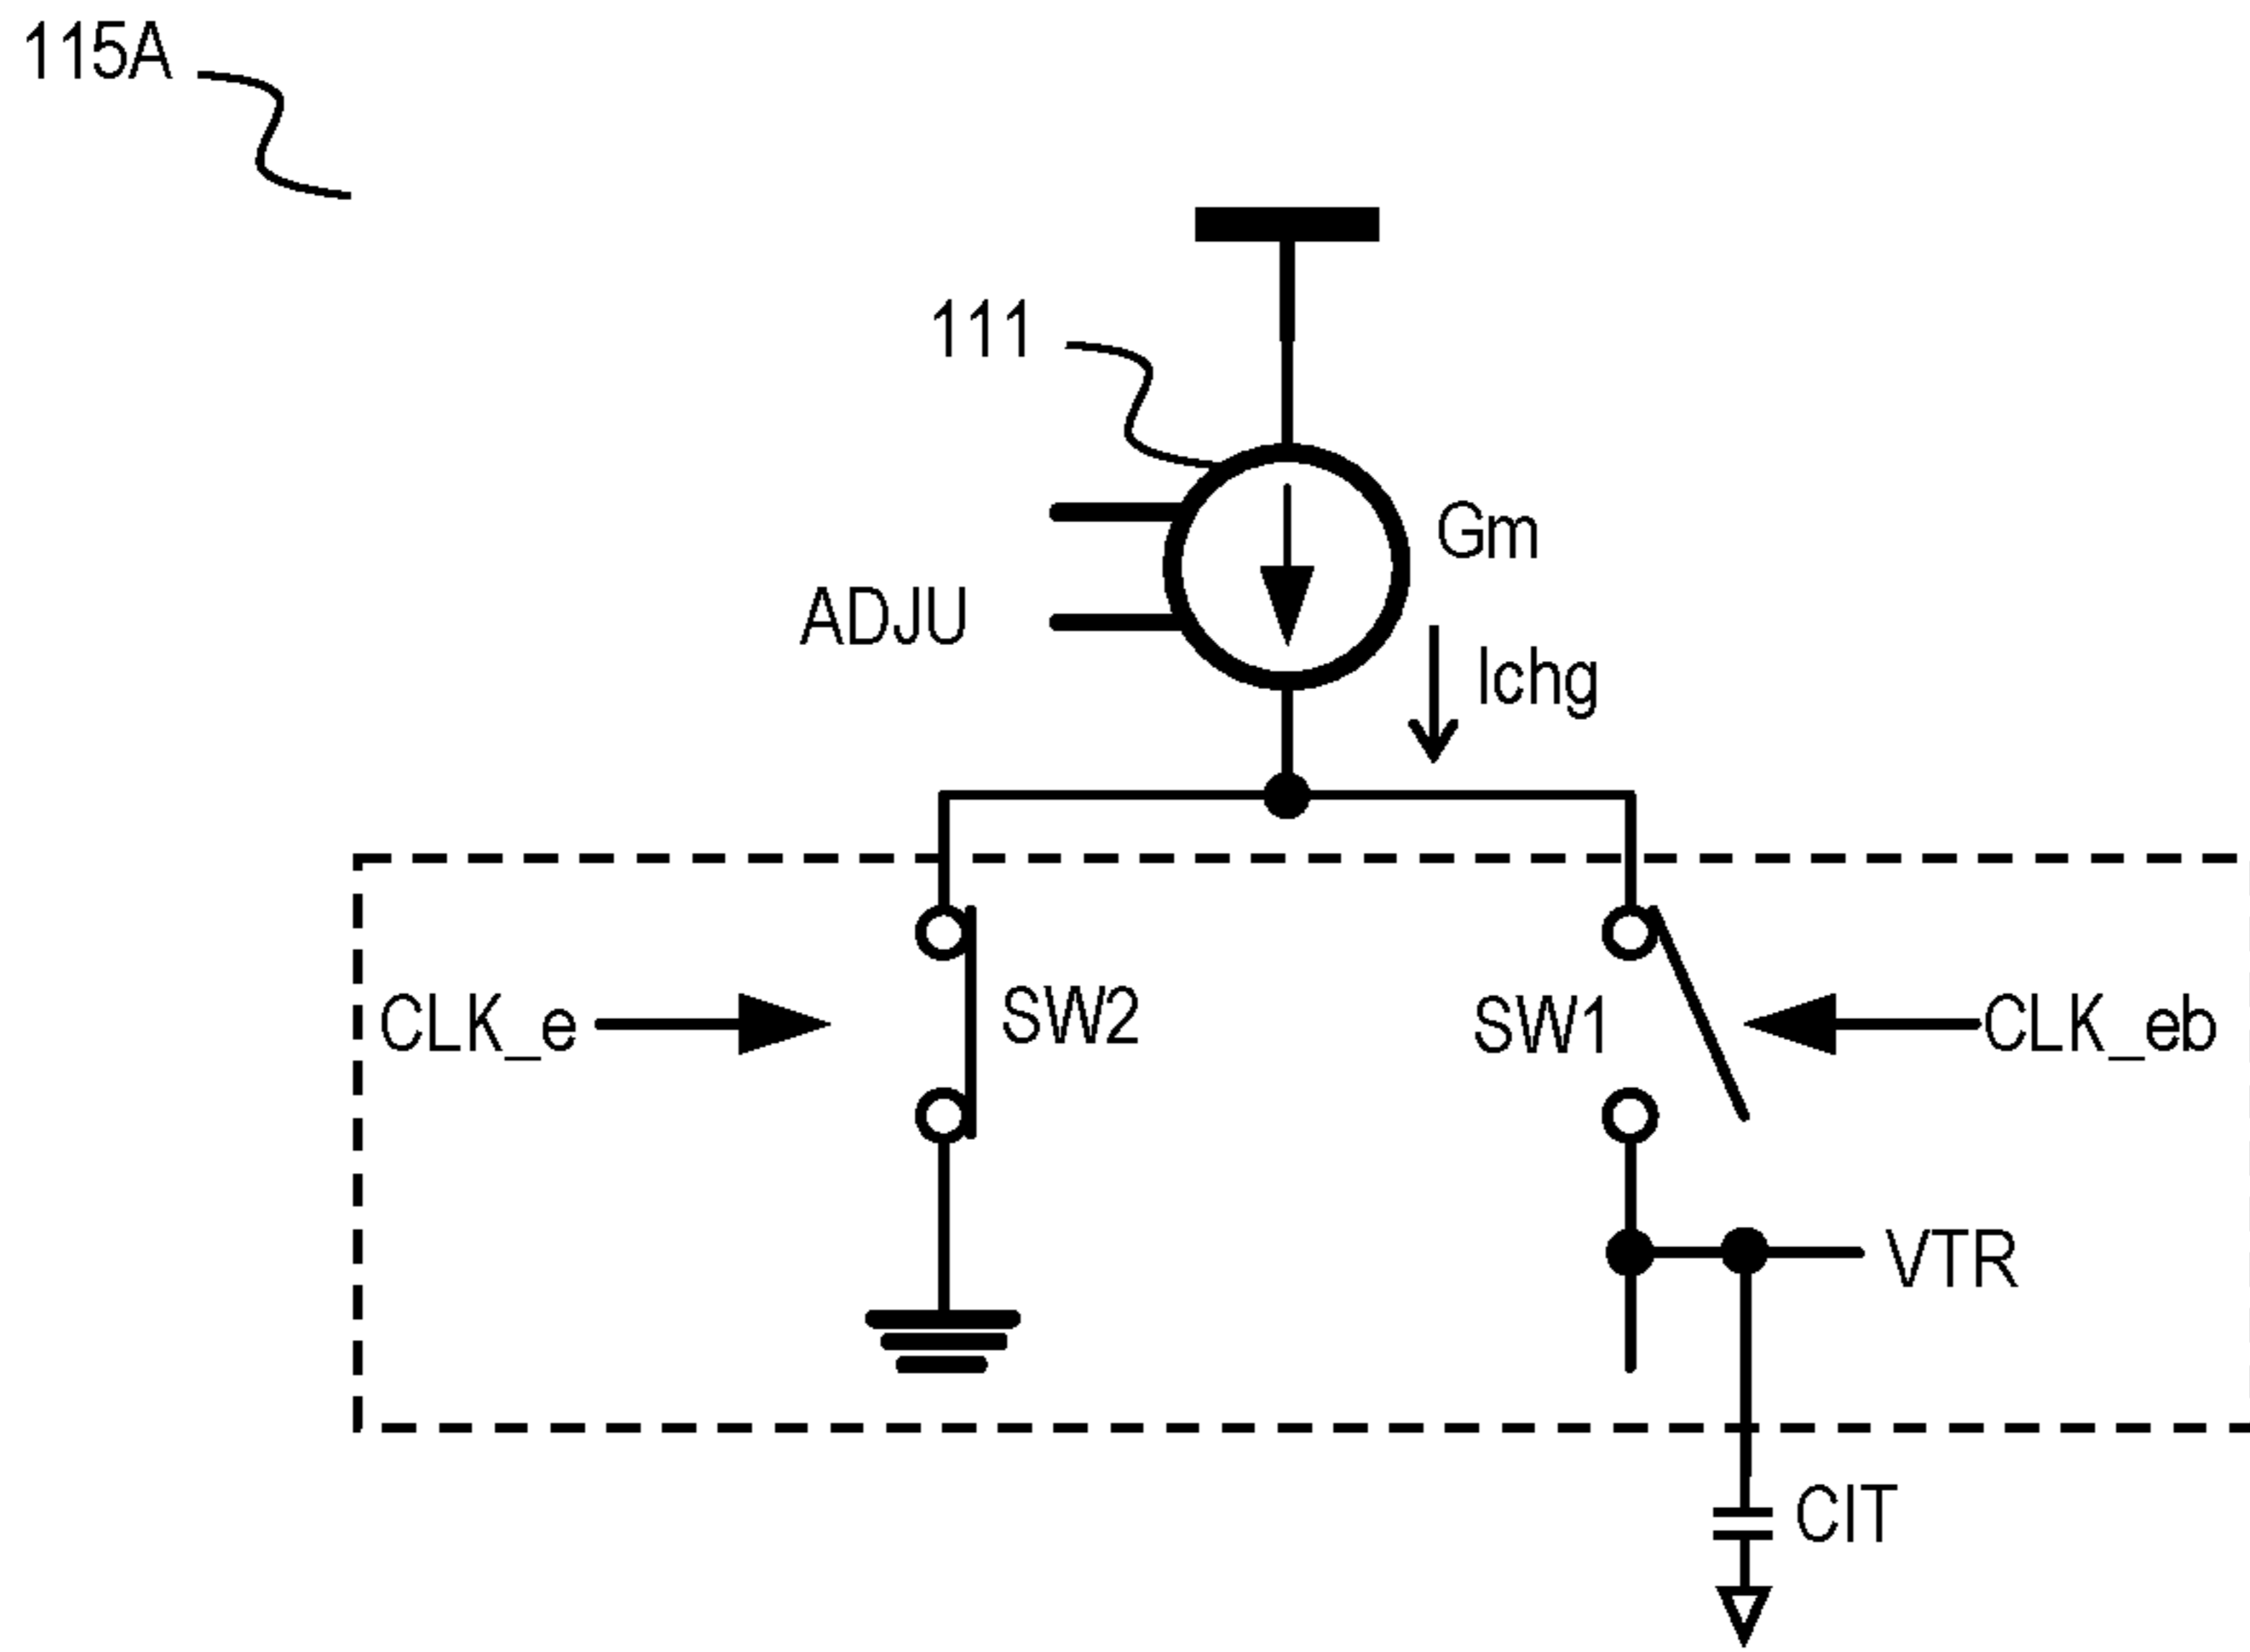 115A
111
Gm
ADJU
Ichg
CLK_e
SW2
SW1
CLK_eb
VTR
CIT